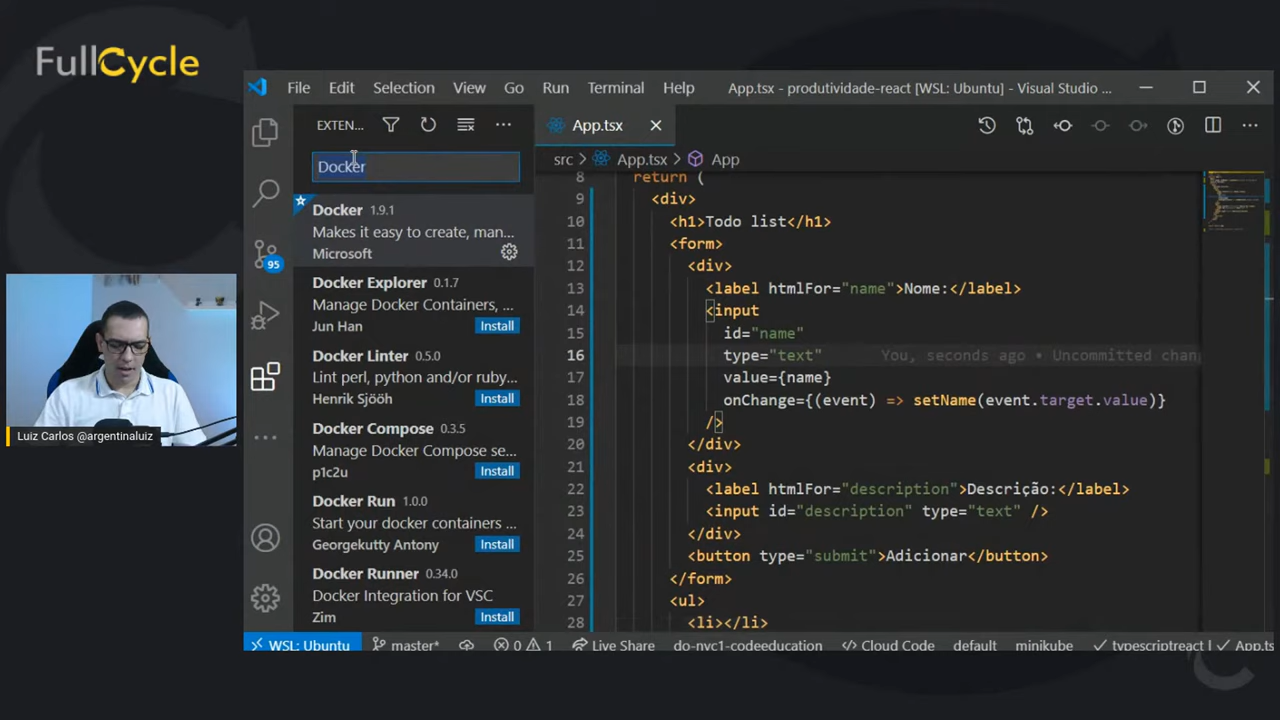 FullCycle
File Edit Selection View Go Run Terminal Help App.tsx - produtividade-react [WSL: Ubuntu] - Visual Studio ...
EXTEN...
Docker
Docker 1.9.1
Makes it easy to create, man...
Microsoft
Docker Explorer 0.1.7
Manage Docker Containers, ...
Jun Han Install
Docker Linter 0.5.0
Lint perl, python and/or ruby...
Henrik Sjööh Install
Docker Compose 0.3.5
Manage Docker Compose se...
p1c2u Install
Docker Run 1.0.0
Start your docker containers ...
Georgekutty Antony Install
Docker Runner 0.34.0
Docker Integration for VSC
Zim Install
95
App.tsx
src > App.tsx > App
8 return (
9 <div>
10 <h1>Todo list</h1>
11 <form>
12 <div>
13 <label htmlFor="name">Nome:</label>
14 <input
15 id="name"
16 type="text" You, seconds ago • Uncommitted chan
17 value={name}
18 onChange={(event) => setName(event.target.value)}
19 />
20 </div>
21 <div>
22 <label htmlFor="description">Descrição:</label>
23 <input id="description" type="text" />
24 </div>
25 <button type="submit">Adicionar</button>
26 </form>
27 <ul>
28 <li></li>
WSL: Ubuntu master* 0 1 Live Share do-nyc1-codeeducation Cloud Code default minikube typescriptreact | App.ts
Luiz Carlos @argentinaluiz